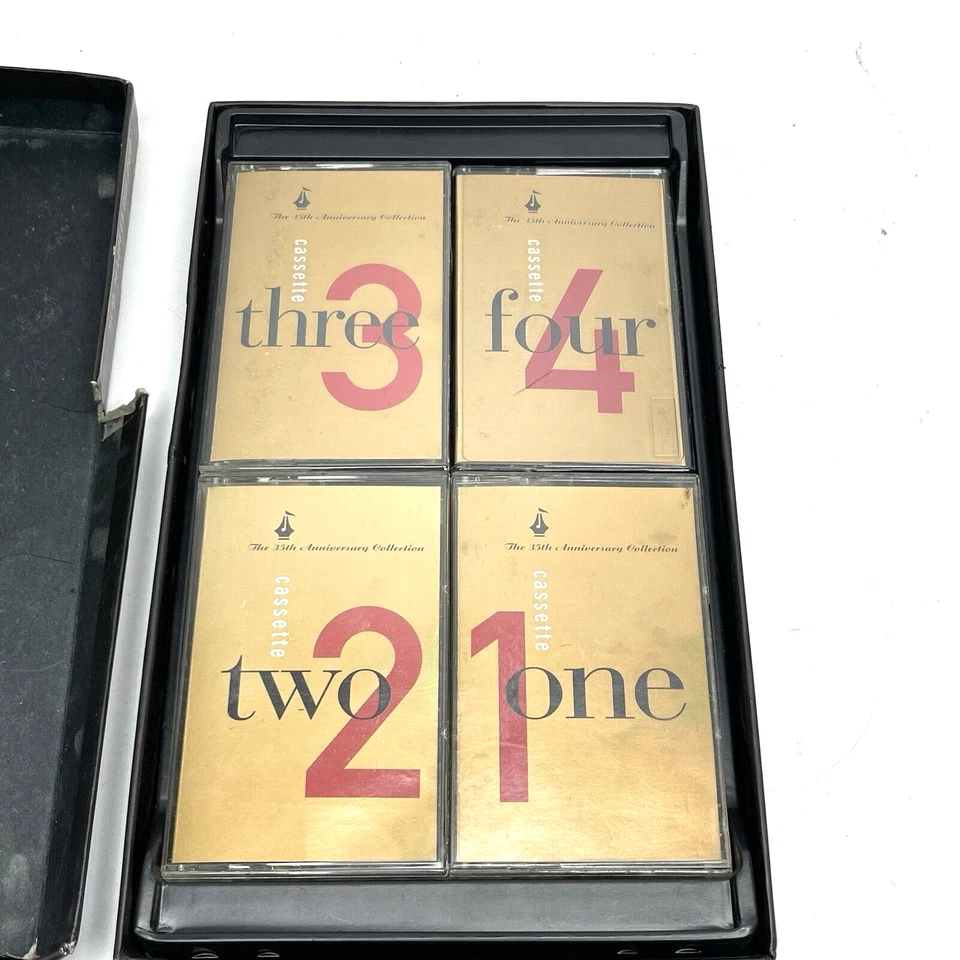 The 35th Anniversary Collection
cassette
three
3
The 35th Anniversary Collection
cassette
four
4
The 35th Anniversary Collection
cassette
two
2
The 35th Anniversary Collection
cassette
1
one